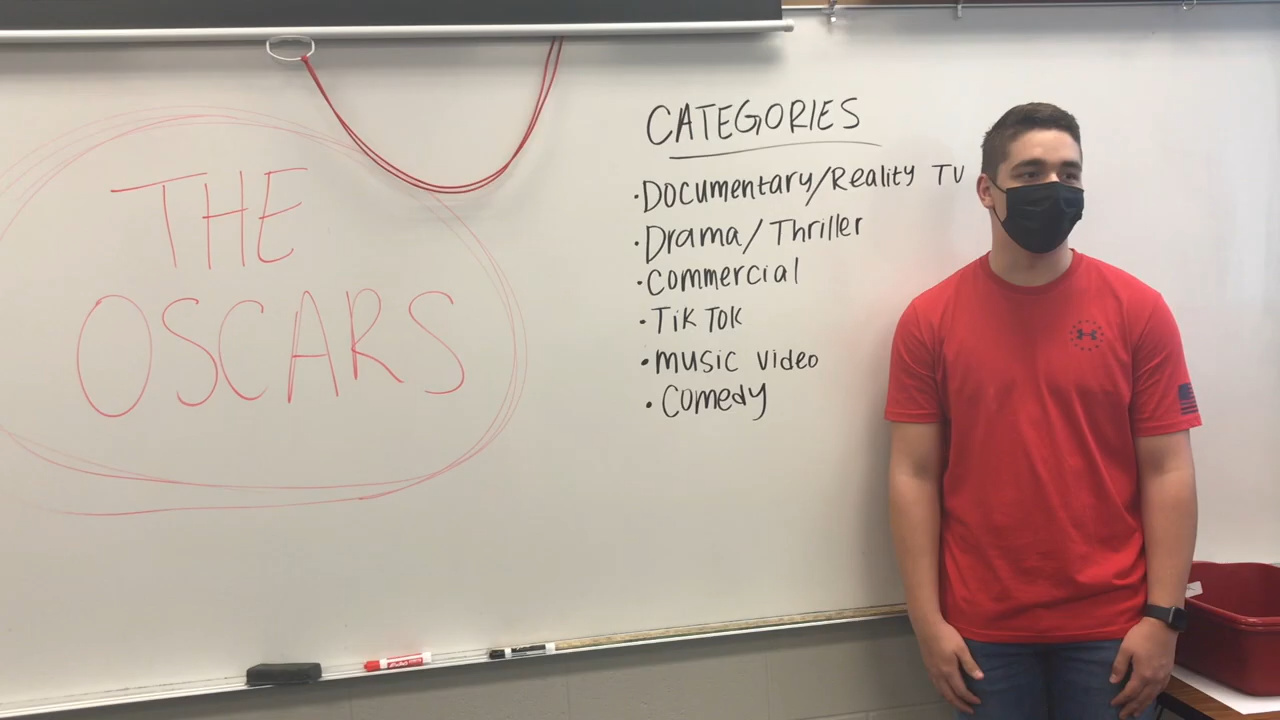 THE
OSCARS
CATEGORIES
·Documentary/Reality TV
·Drama/Thriller
·Commercial
·TikTok
·music video
·Comedy